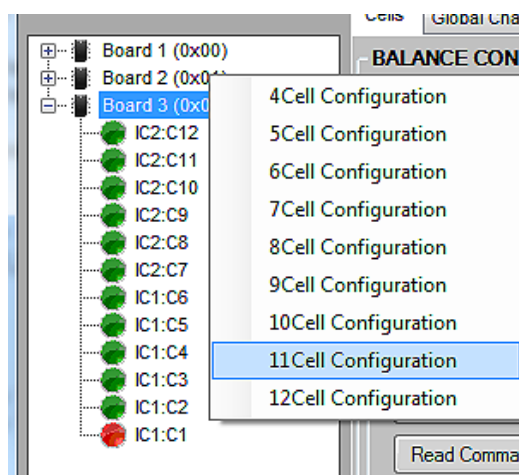 Cells Global Cha
BALANCE CON
Board 1 (0x00)
Board 2 (0x01)
Board 3 (0x0
IC2:C12
IC2:C11
IC2:C10
IC2:C9
IC2:C8
IC2:C7
IC1:C6
IC1:C5
IC1:C4
IC1:C3
IC1:C2
IC1:C1
4Cell Configuration
5Cell Configuration
6Cell Configuration
7Cell Configuration
8Cell Configuration
9Cell Configuration
10Cell Configuration
11Cell Configuration
12Cell Configuration
Read Comma